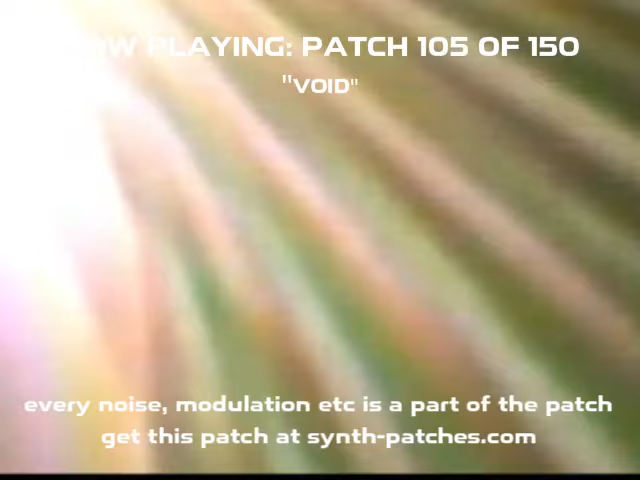 NOW PLAYING: PATCH 105 OF 150
"VOID"
every noise, modulation etc is a part of the patch
get this patch at synth-patches.com